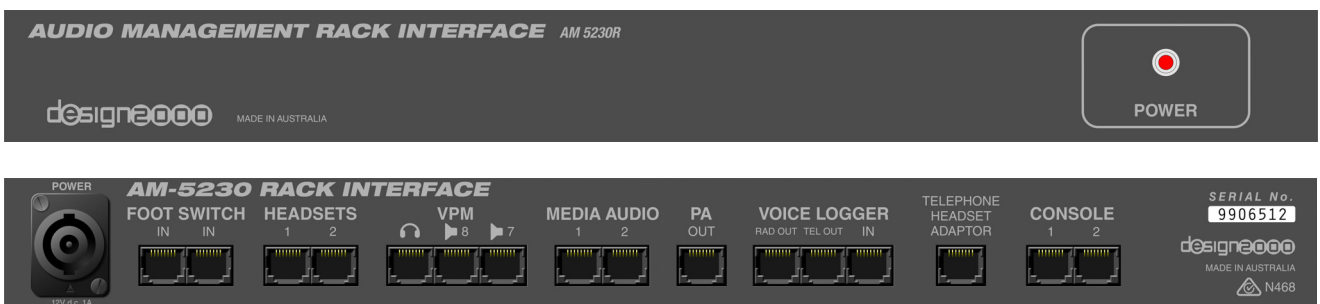 AUDIO MANAGEMENT RACK INTERFACE AM 5230R
POWER
design2000 MADE IN AUSTRALIA
POWER
AM-5230 RACK INTERFACE
SERIAL No.
9906512
FOOT SWITCH HEADSETS VPM MEDIA AUDIO PA VOICE LOGGER TELEPHONE HEADSET ADAPTOR CONSOLE
IN IN 1 2 8 7 1 2 OUT RAD OUT TEL OUT IN 1 2
design2000
MADE IN AUSTRALIA
N468
12V d.c. 1A